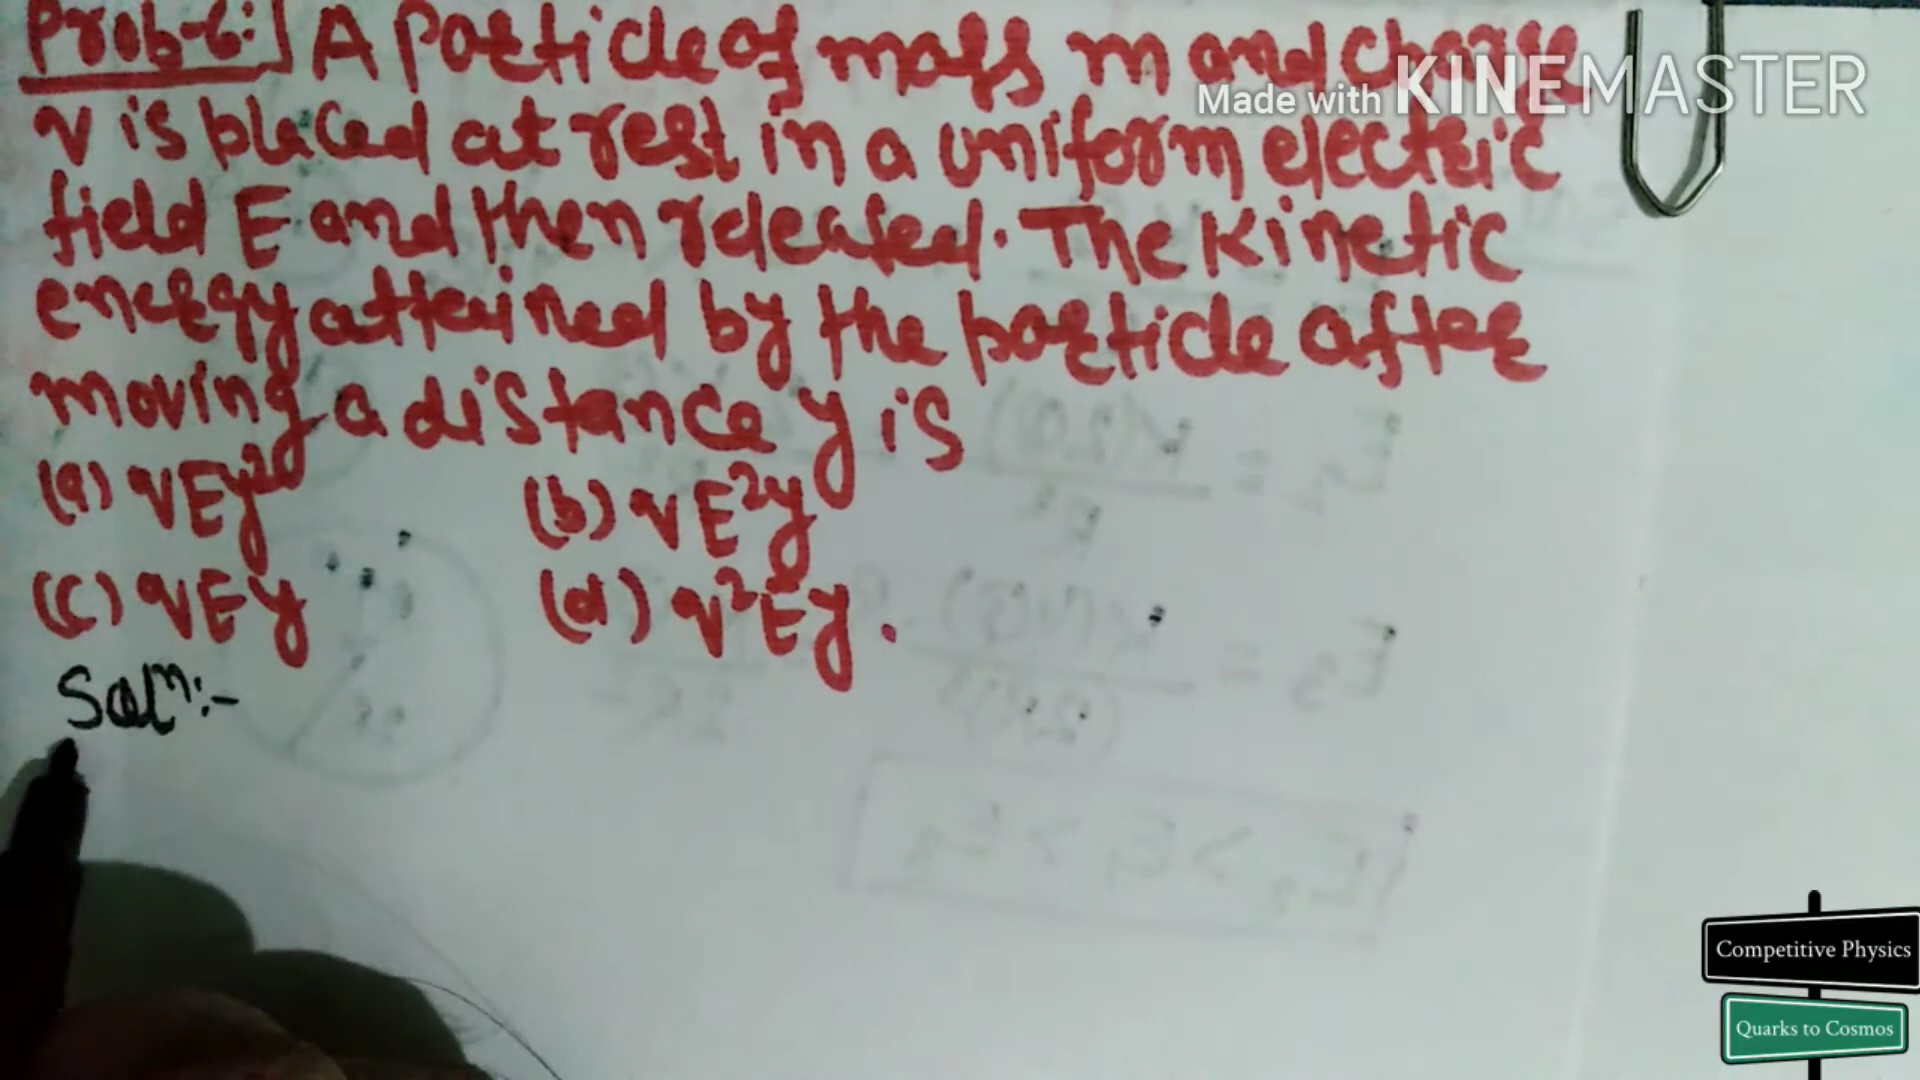 Prob-6:] A Particle of mass m and charge
q is placed at rest in a uniform electric
field E and then released. The Kinetic
energy attained by the particle after
moving a distance y is
(a) qEy² (b) qE²y
(c) qEy (d) q²Ey.
Solⁿ:-
Made with KINEMASTER
Competitive Physics
Quarks to Cosmos